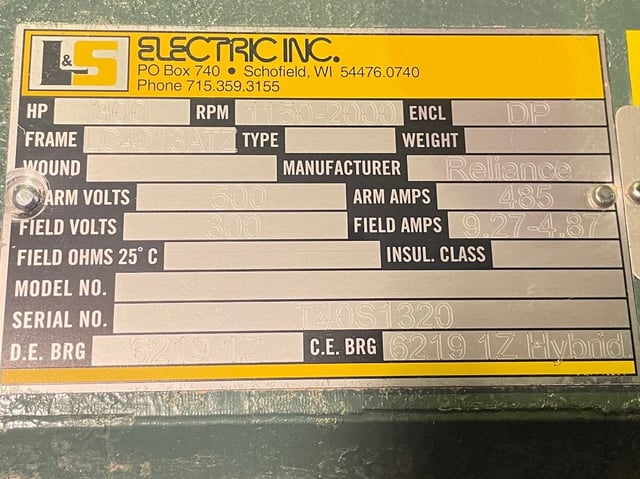 L&S ELECTRIC INC.
PO Box 740 • Schofield, WI 54476.0740
Phone 715.359.3155
HP 300 RPM 1150-2000 ENCL DP
FRAME LC4013ATZ TYPE WEIGHT
WOUND MANUFACTURER Reliance
ARM VOLTS 500 ARM AMPS 485
FIELD VOLTS 300 FIELD AMPS 9.27-4.87
FIELD OHMS 25°C INSUL. CLASS
MODEL NO.
SERIAL NO. T40S1320
D.E. BRG 6219 1Z C.E. BRG 6219 1Z Hybrid